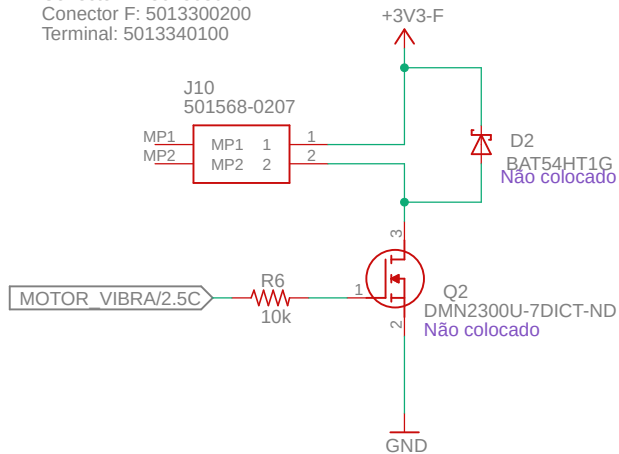 Conector F: 5013300200
Terminal: 5013340100
+3V3-F
J10
501568-0207
MP1 MP1 1 1
MP2 MP2 2 2
D2
BAT54HT1G
Não colocado
3
R6
1
Q2
MOTOR_VIBRA/2.5C
10k
DMN2300U-7DICT-ND
2
Não colocado
GND